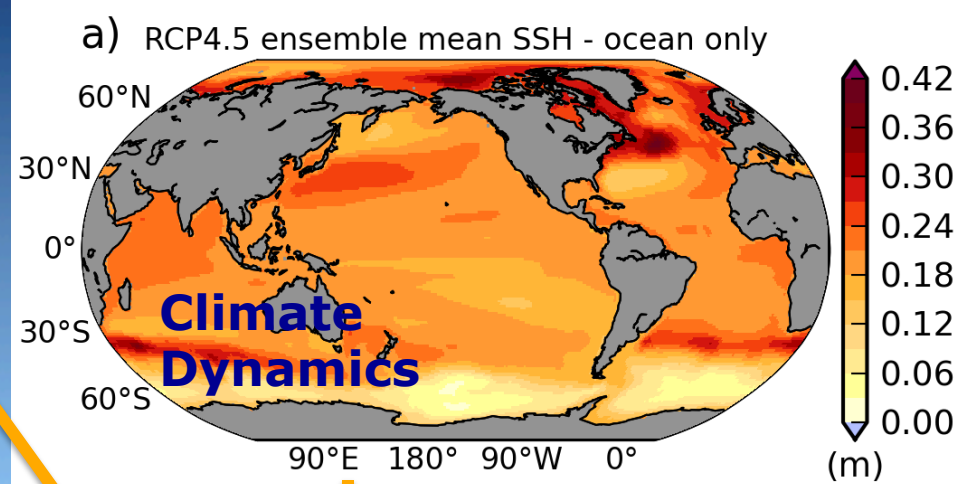 a) RCP4.5 ensemble mean SSH - ocean only
60°N
30°N
0°
30°S
60°S
90°E 180° 90°W 0°
Climate
Dynamics
0.42
0.36
0.30
0.24
0.18
0.12
0.06
0.00
(m)